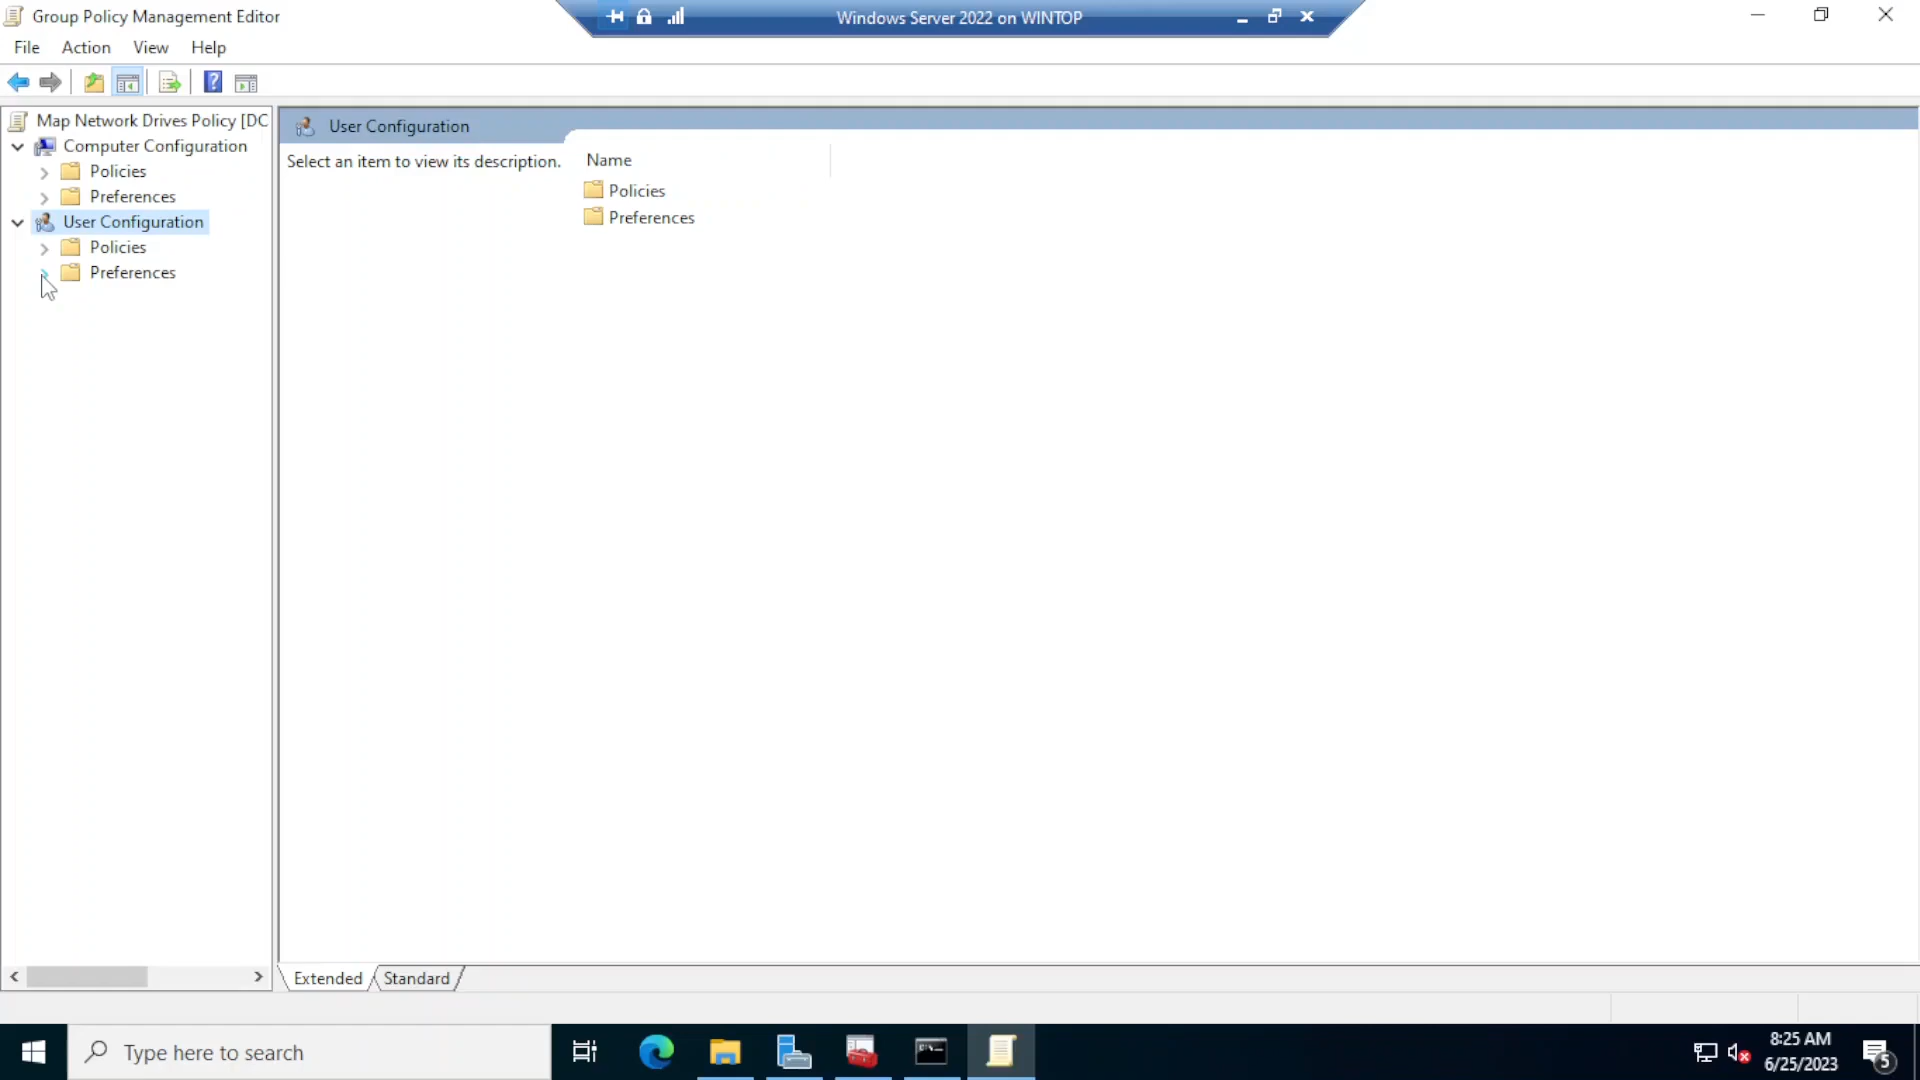 Group Policy Management Editor
Windows Server 2022 on WINTOP
File Action View Help
Map Network Drives Policy [DC
Computer Configuration
Policies
Preferences
User Configuration
Policies
Preferences
User Configuration
Select an item to view its description.
Name
Policies
Preferences
Extended Standard
Type here to search
8:25 AM
6/25/2023
5